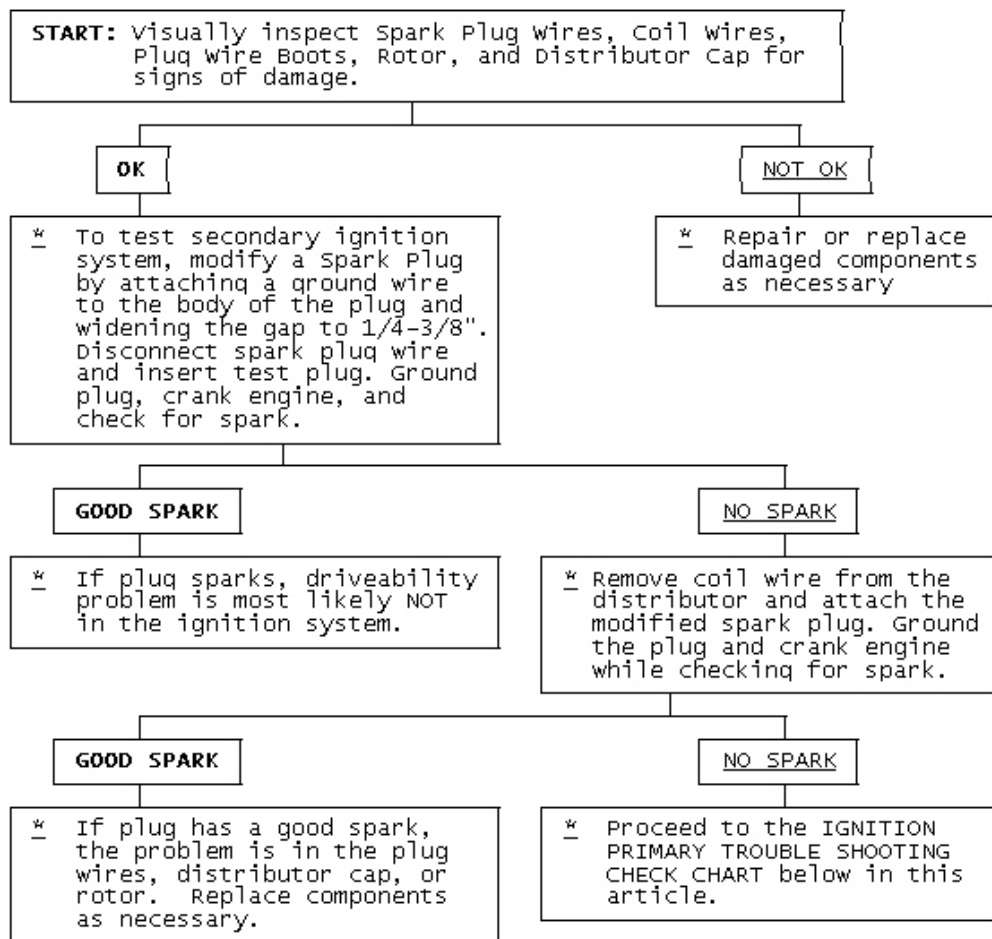 START: Visually inspect Spark Plug Wires, Coil Wires,
Pluq Wire Boots, Rotor, and Distributor Cap for
signs of damage.
OK
NOT OK
* To test secondary ignition
system, modify a Spark Plug
by attaching a qround wire
to the body of the plug and
widening the gap to 1/4-3/8".
Disconnect spark pluq wire
and insert test plug. Ground
plug, crank engine, and
check for spark.
* Repair or replace
damaged components
as necessary
GOOD SPARK
NO SPARK
* If pluq sparks, driveability
problem is most likely NOT
in the ignition system.
* Remove coil wire from the
distributor and attach the
modified spark plug. Ground
the plug and crank engine
while checkinq for spark.
GOOD SPARK
NO SPARK
* If plug has a good spark,
the problem is in the plug
wires, distributor cap, or
rotor. Replace components
as necessary.
* Proceed to the IGNITION
PRIMARY TROUBLE SHOOTING
CHECK CHART below in this
article.